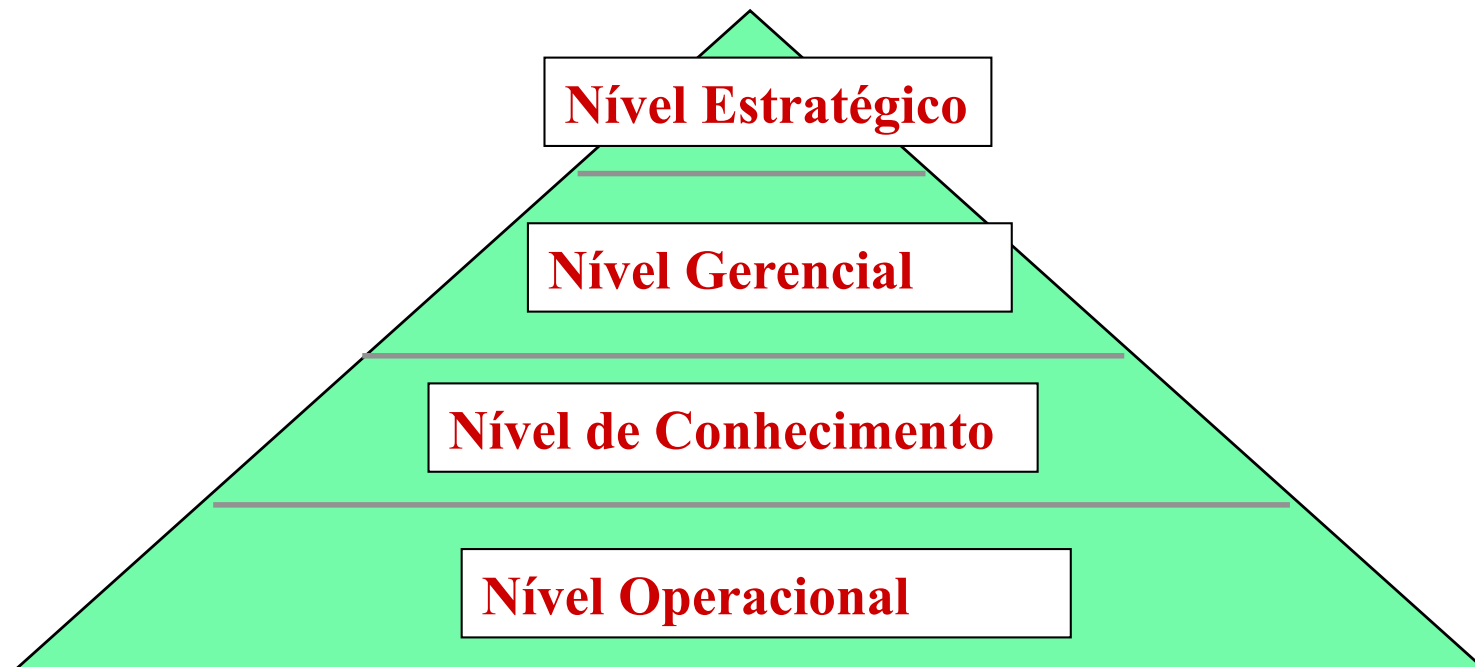 Nível Estratégico
Nível Gerencial
Nível de Conhecimento
Nível Operacional